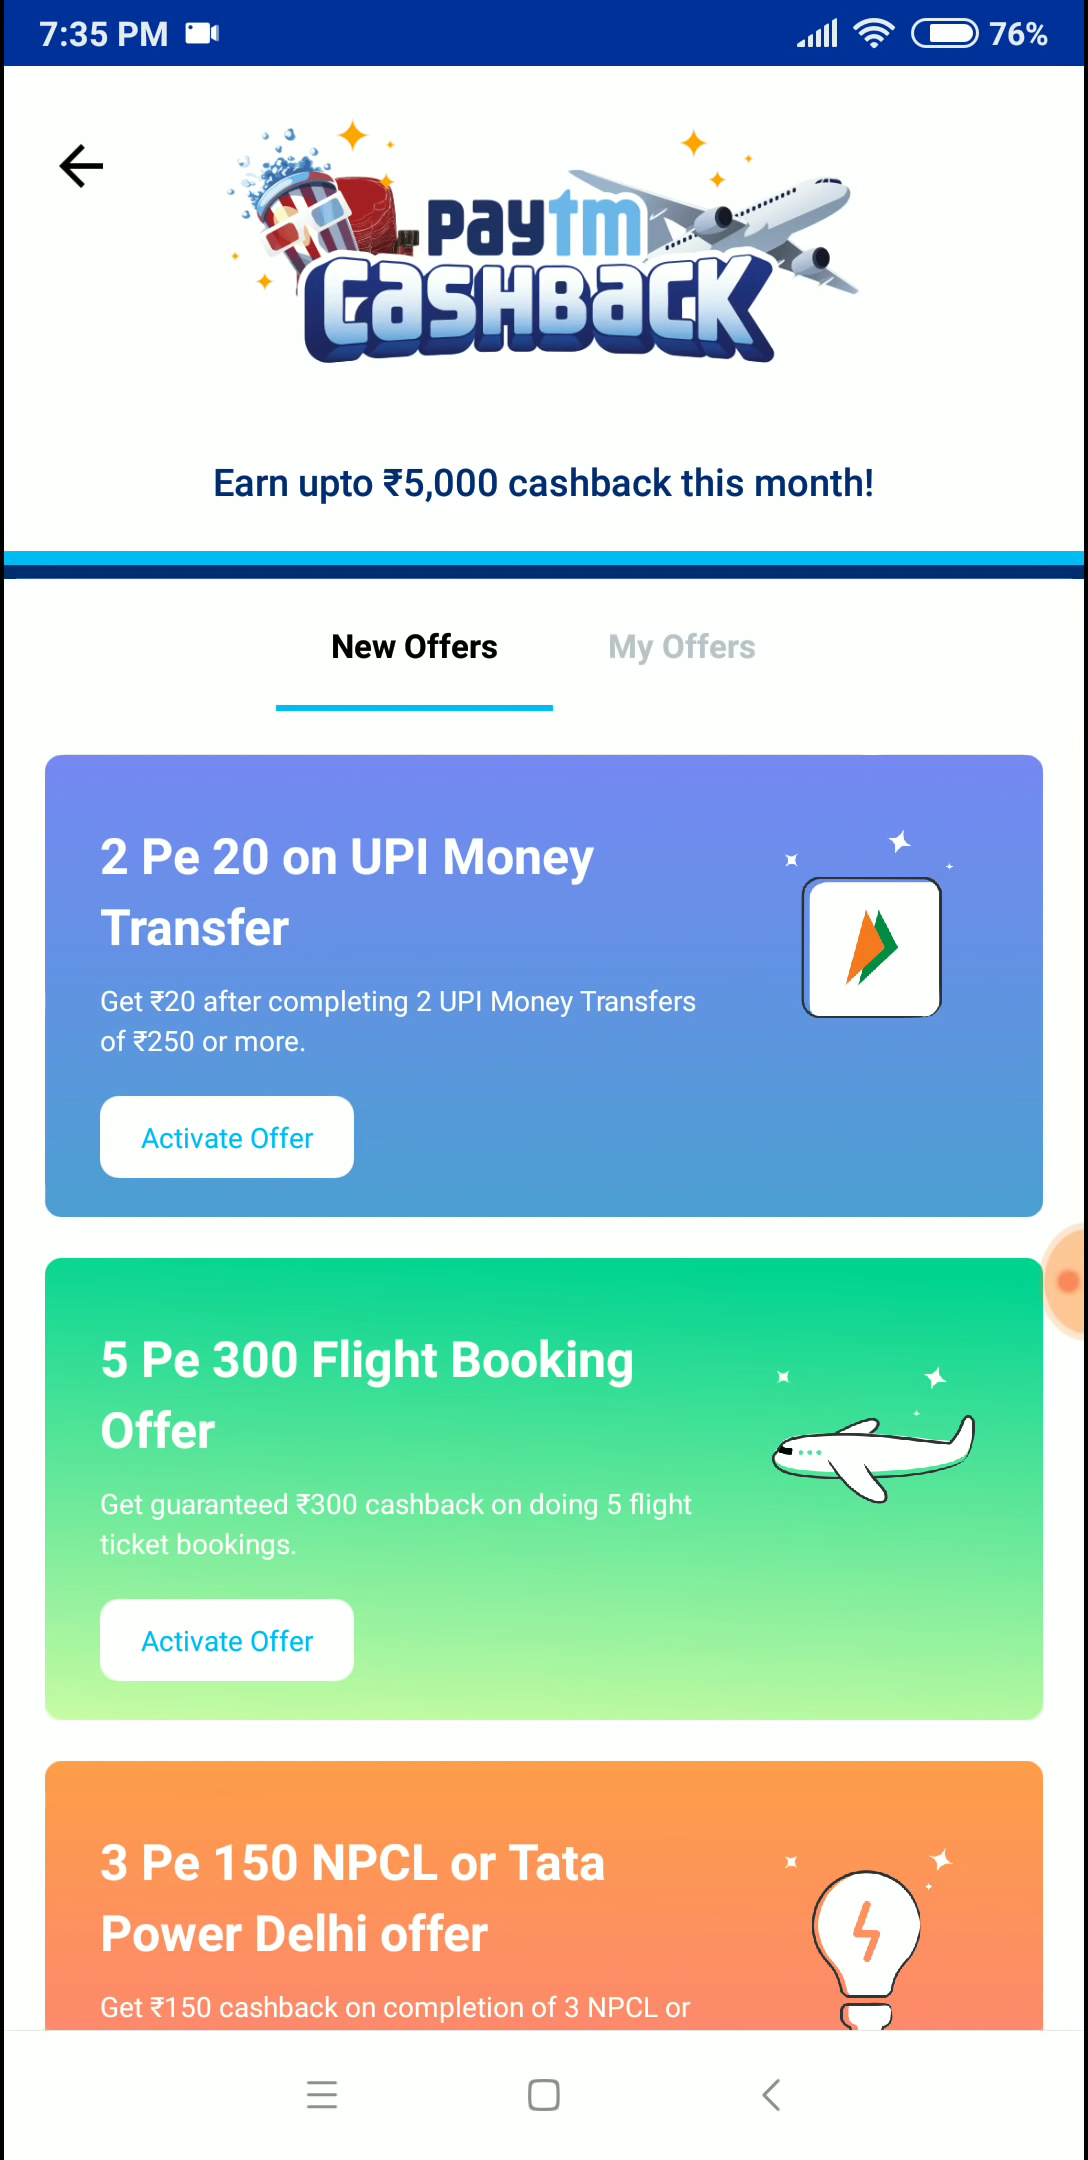 7:35 PM 76%
paytm
CASHBACK
Earn upto ₹5,000 cashback this month!
New Offers My Offers
2 Pe 20 on UPI Money
Transfer
Get ₹20 after completing 2 UPI Money Transfers
of ₹250 or more.
Activate Offer
5 Pe 300 Flight Booking
Offer
Get guaranteed ₹300 cashback on doing 5 flight
ticket bookings.
Activate Offer
3 Pe 150 NPCL or Tata
Power Delhi offer
Get ₹150 cashback on completion of 3 NPCL or